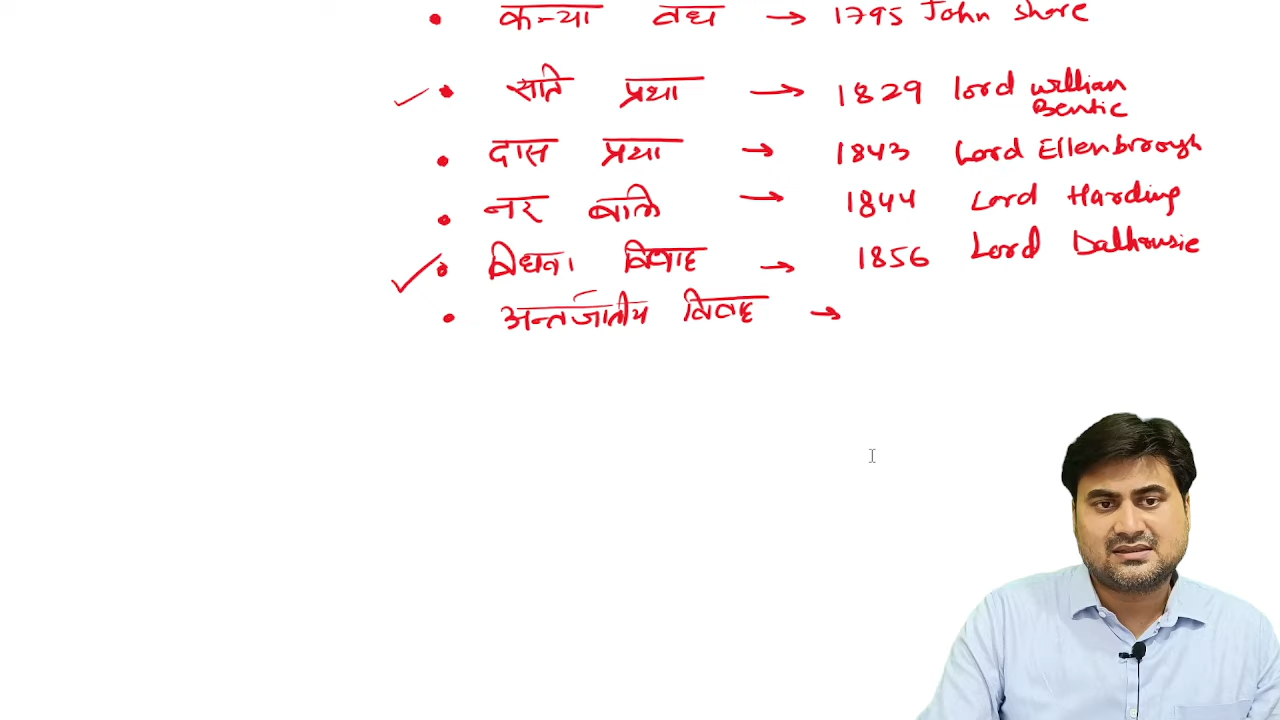 • कन्या वध → 1795 John shore
• सति प्रथा → 1829 lord willian Bentic
• दास प्रथा → 1843 Lord Ellenbrough
• नर बलि → 1844 Lord Harding
• विधवा विवाह → 1856 Lord Dalhousie
• अन्तर्जातीय विवाह →